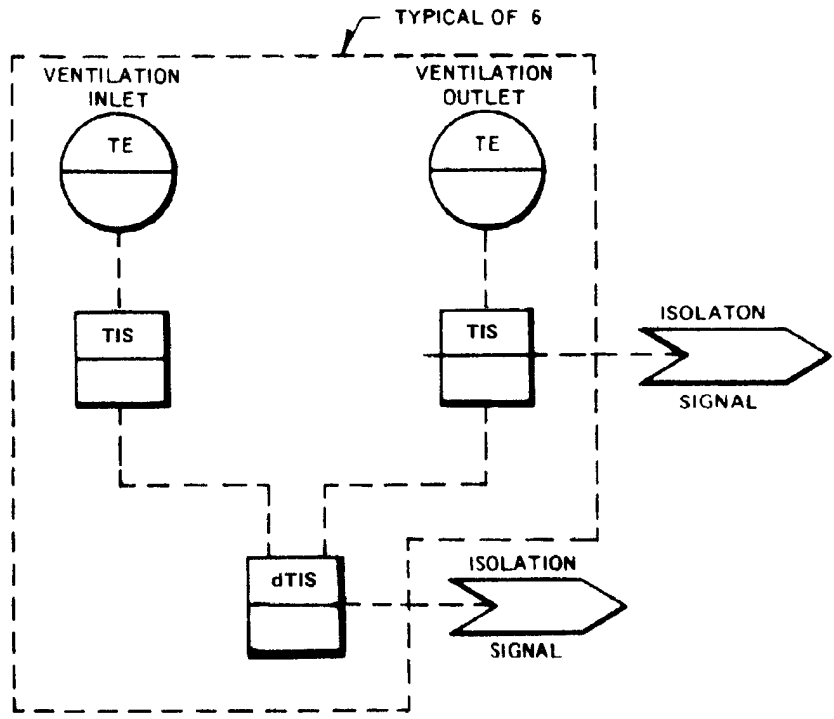 TYPICAL OF 6
VENTILATION
INLET
VENTILATION
OUTLET
TE
TE
TIS
TIS
ISOLATON
SIGNAL
dTIS
ISOLATION
SIGNAL